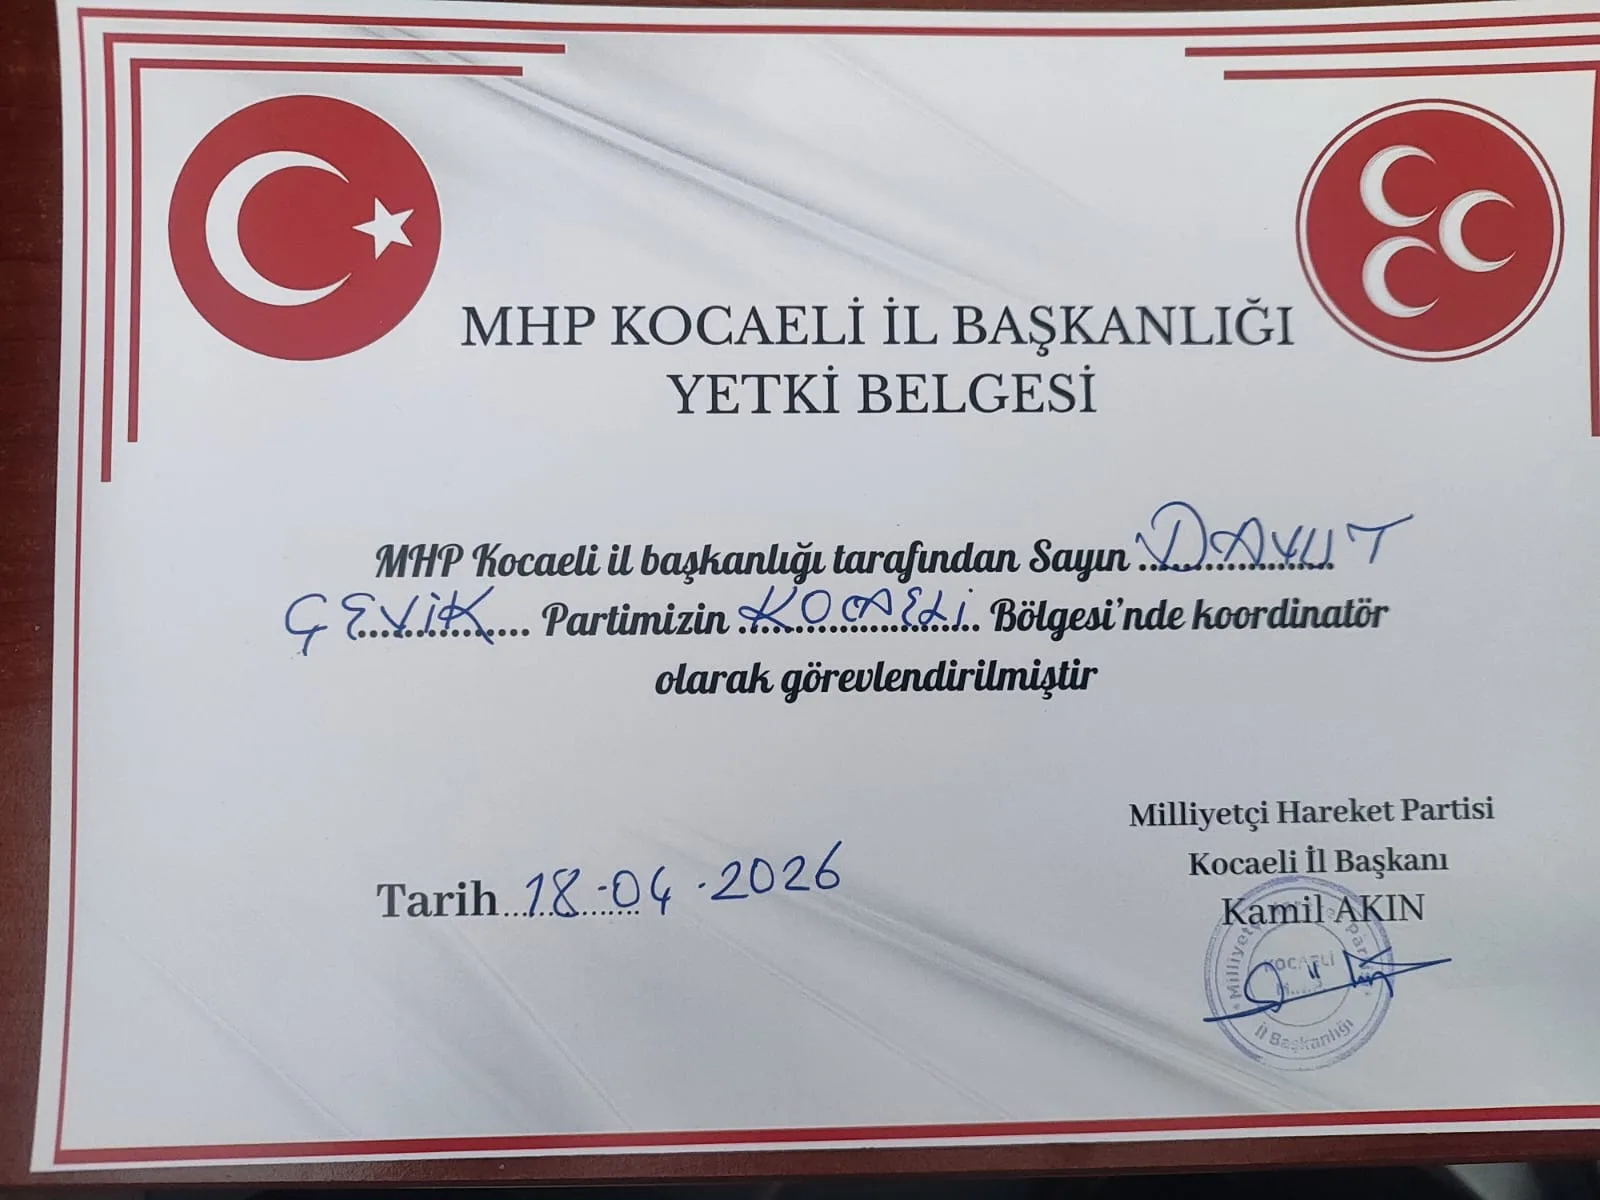 MHP KOCAELİ İL BAŞKANLIĞI
YETKİ BELGESİ
MHP Kocaeli il başkanlığı tarafından Sayın DAVUT
ÇEVİK Partimizin KOCAELİ Bölgesi'nde koordinatör
olarak görevlendirilmiştir
Milliyetçi Hareket Partisi
Kocaeli İl Başkanı
Kamil AKIN
Tarih 18-04-2026
Milliyetçi
KOCAELİ
İl Başkanlığı